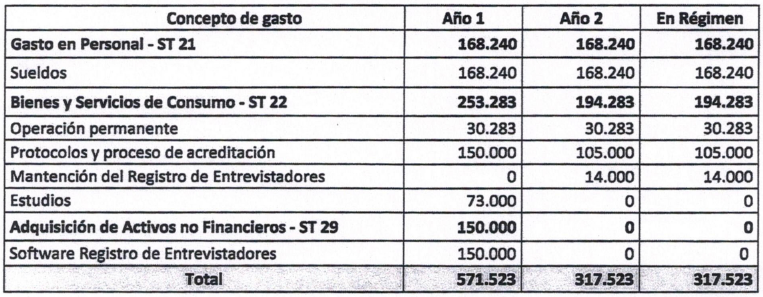 Concepto de gasto Año 1 Año 2 En Régimen
Gasto en Personal - ST 21 168.240 168.240 168.240
Sueldos 168.240 168.240 168.240
Bienes y Servicios de Consumo - ST 22 253.283 194.283 194.283
Operación permanente 30.283 30.283 30.283
Protocolos y proceso de acreditación 150.000 105.000 105.000
Mantención del Registro de Entrevistadores 0 14.000 14.000
Estudios 73.000 0 0
Adquisición de Activos no Financieros - ST 29 150.000 0 0
Software Registro de Entrevistadores 150.000 0 0
Total 571.523 317.523 317.523